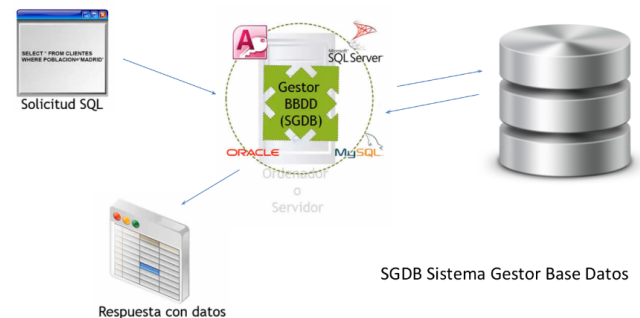 SELECT * FROM CLIENTES
WHERE POBLACION='MADRID'
Solicitud SQL
A
Microsoft
SQL Server
Gestor
BBDD
(SGDB)
ORACLE
MySQL
Ordenador
o
Servidor
SGDB Sistema Gestor Base Datos
Respuesta con datos